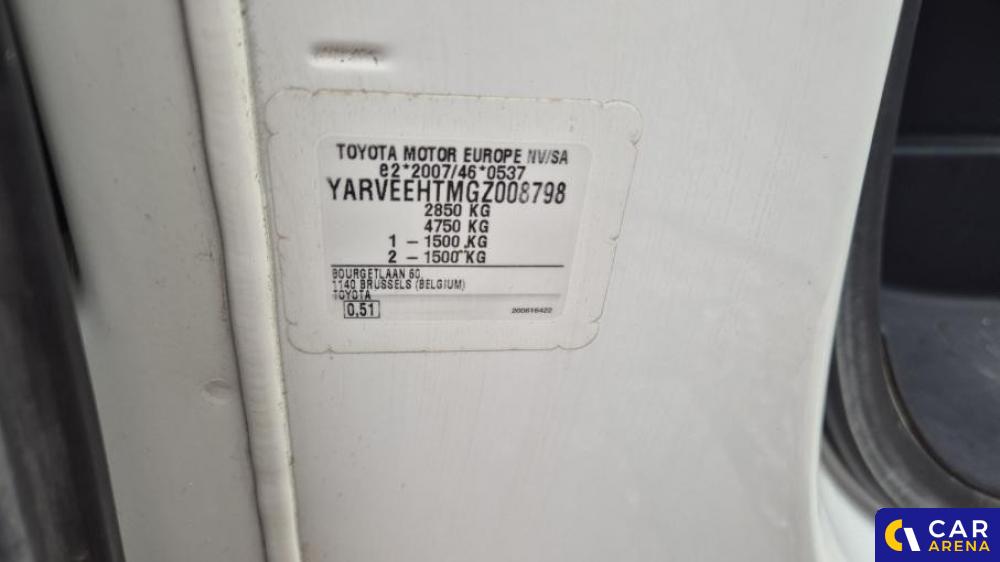 TOYOTA MOTOR EUROPE NV/SA
e2*2007/46*0537
YARVEEHTMGZ008798
2850 KG
4750 KG
1 - 1500 KG
2 - 1500 KG
BOURGETLAAN 60,
1140 BRUSSELS (BELGIUM)
TOYOTA
0,51
200616422
CAR
ARENA